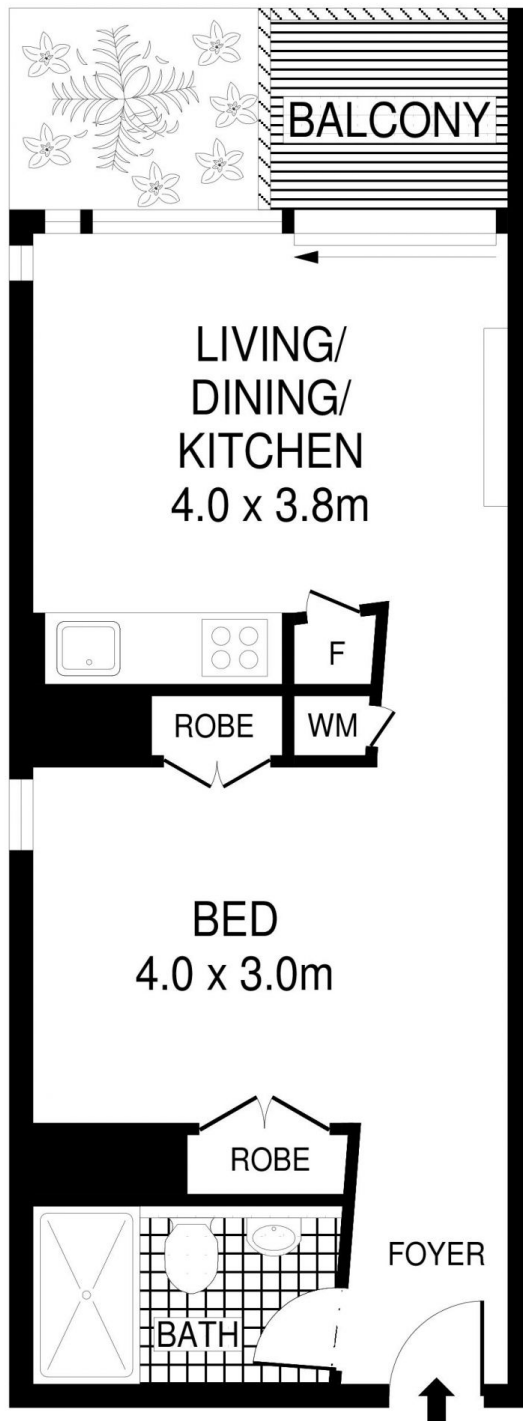 BALCONY
LIVING/
DINING/
KITCHEN
4.0 x 3.8m
F
ROBE
WM
BED
4.0 x 3.0m
ROBE
FOYER
BATH